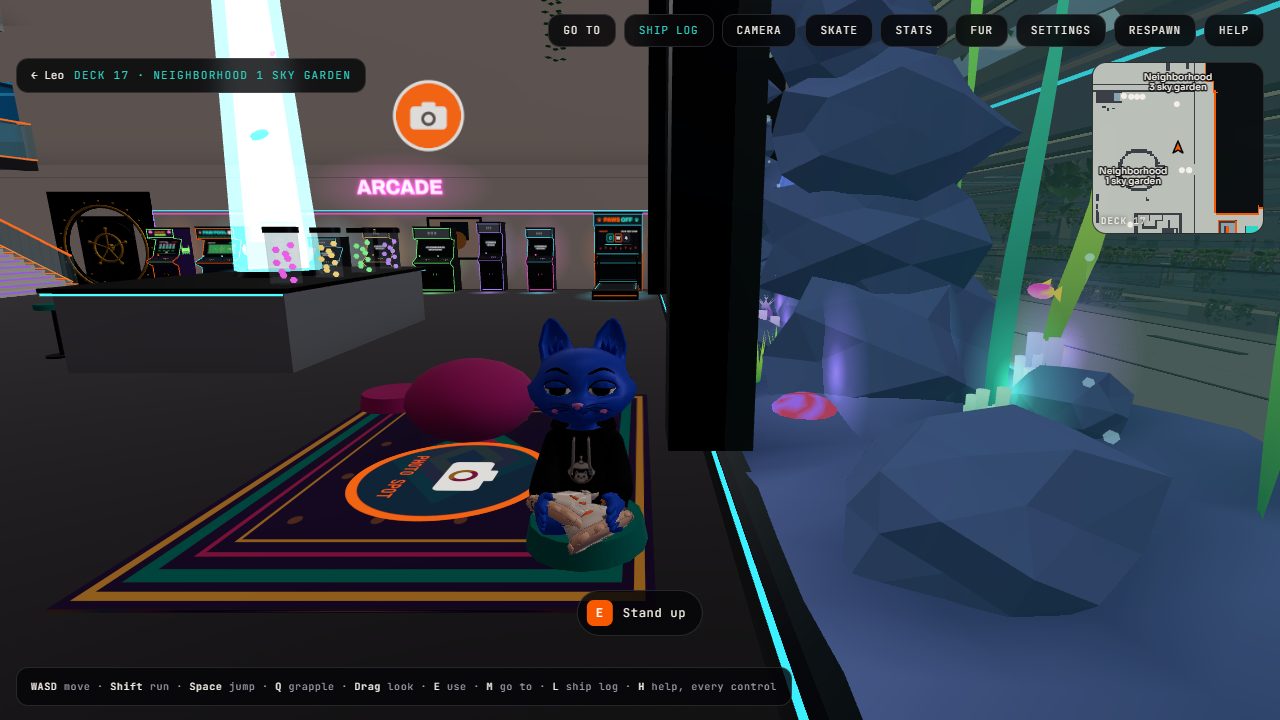 GO TO
SHIP LOG
CAMERA
SKATE
STATS
FUR
SETTINGS
RESPAWN
HELP
← Leo DECK 17 · NEIGHBORHOOD 1 SKY GARDEN
Neighborhood
3 sky garden
Neighborhood
1 sky garden
DECK 17
ARCADE
PAWS OFF
PHOTO SPOT
E Stand up
WASD move · Shift run · Space jump · Q grapple · Drag look · E use · M go to · L ship log · H help, every control